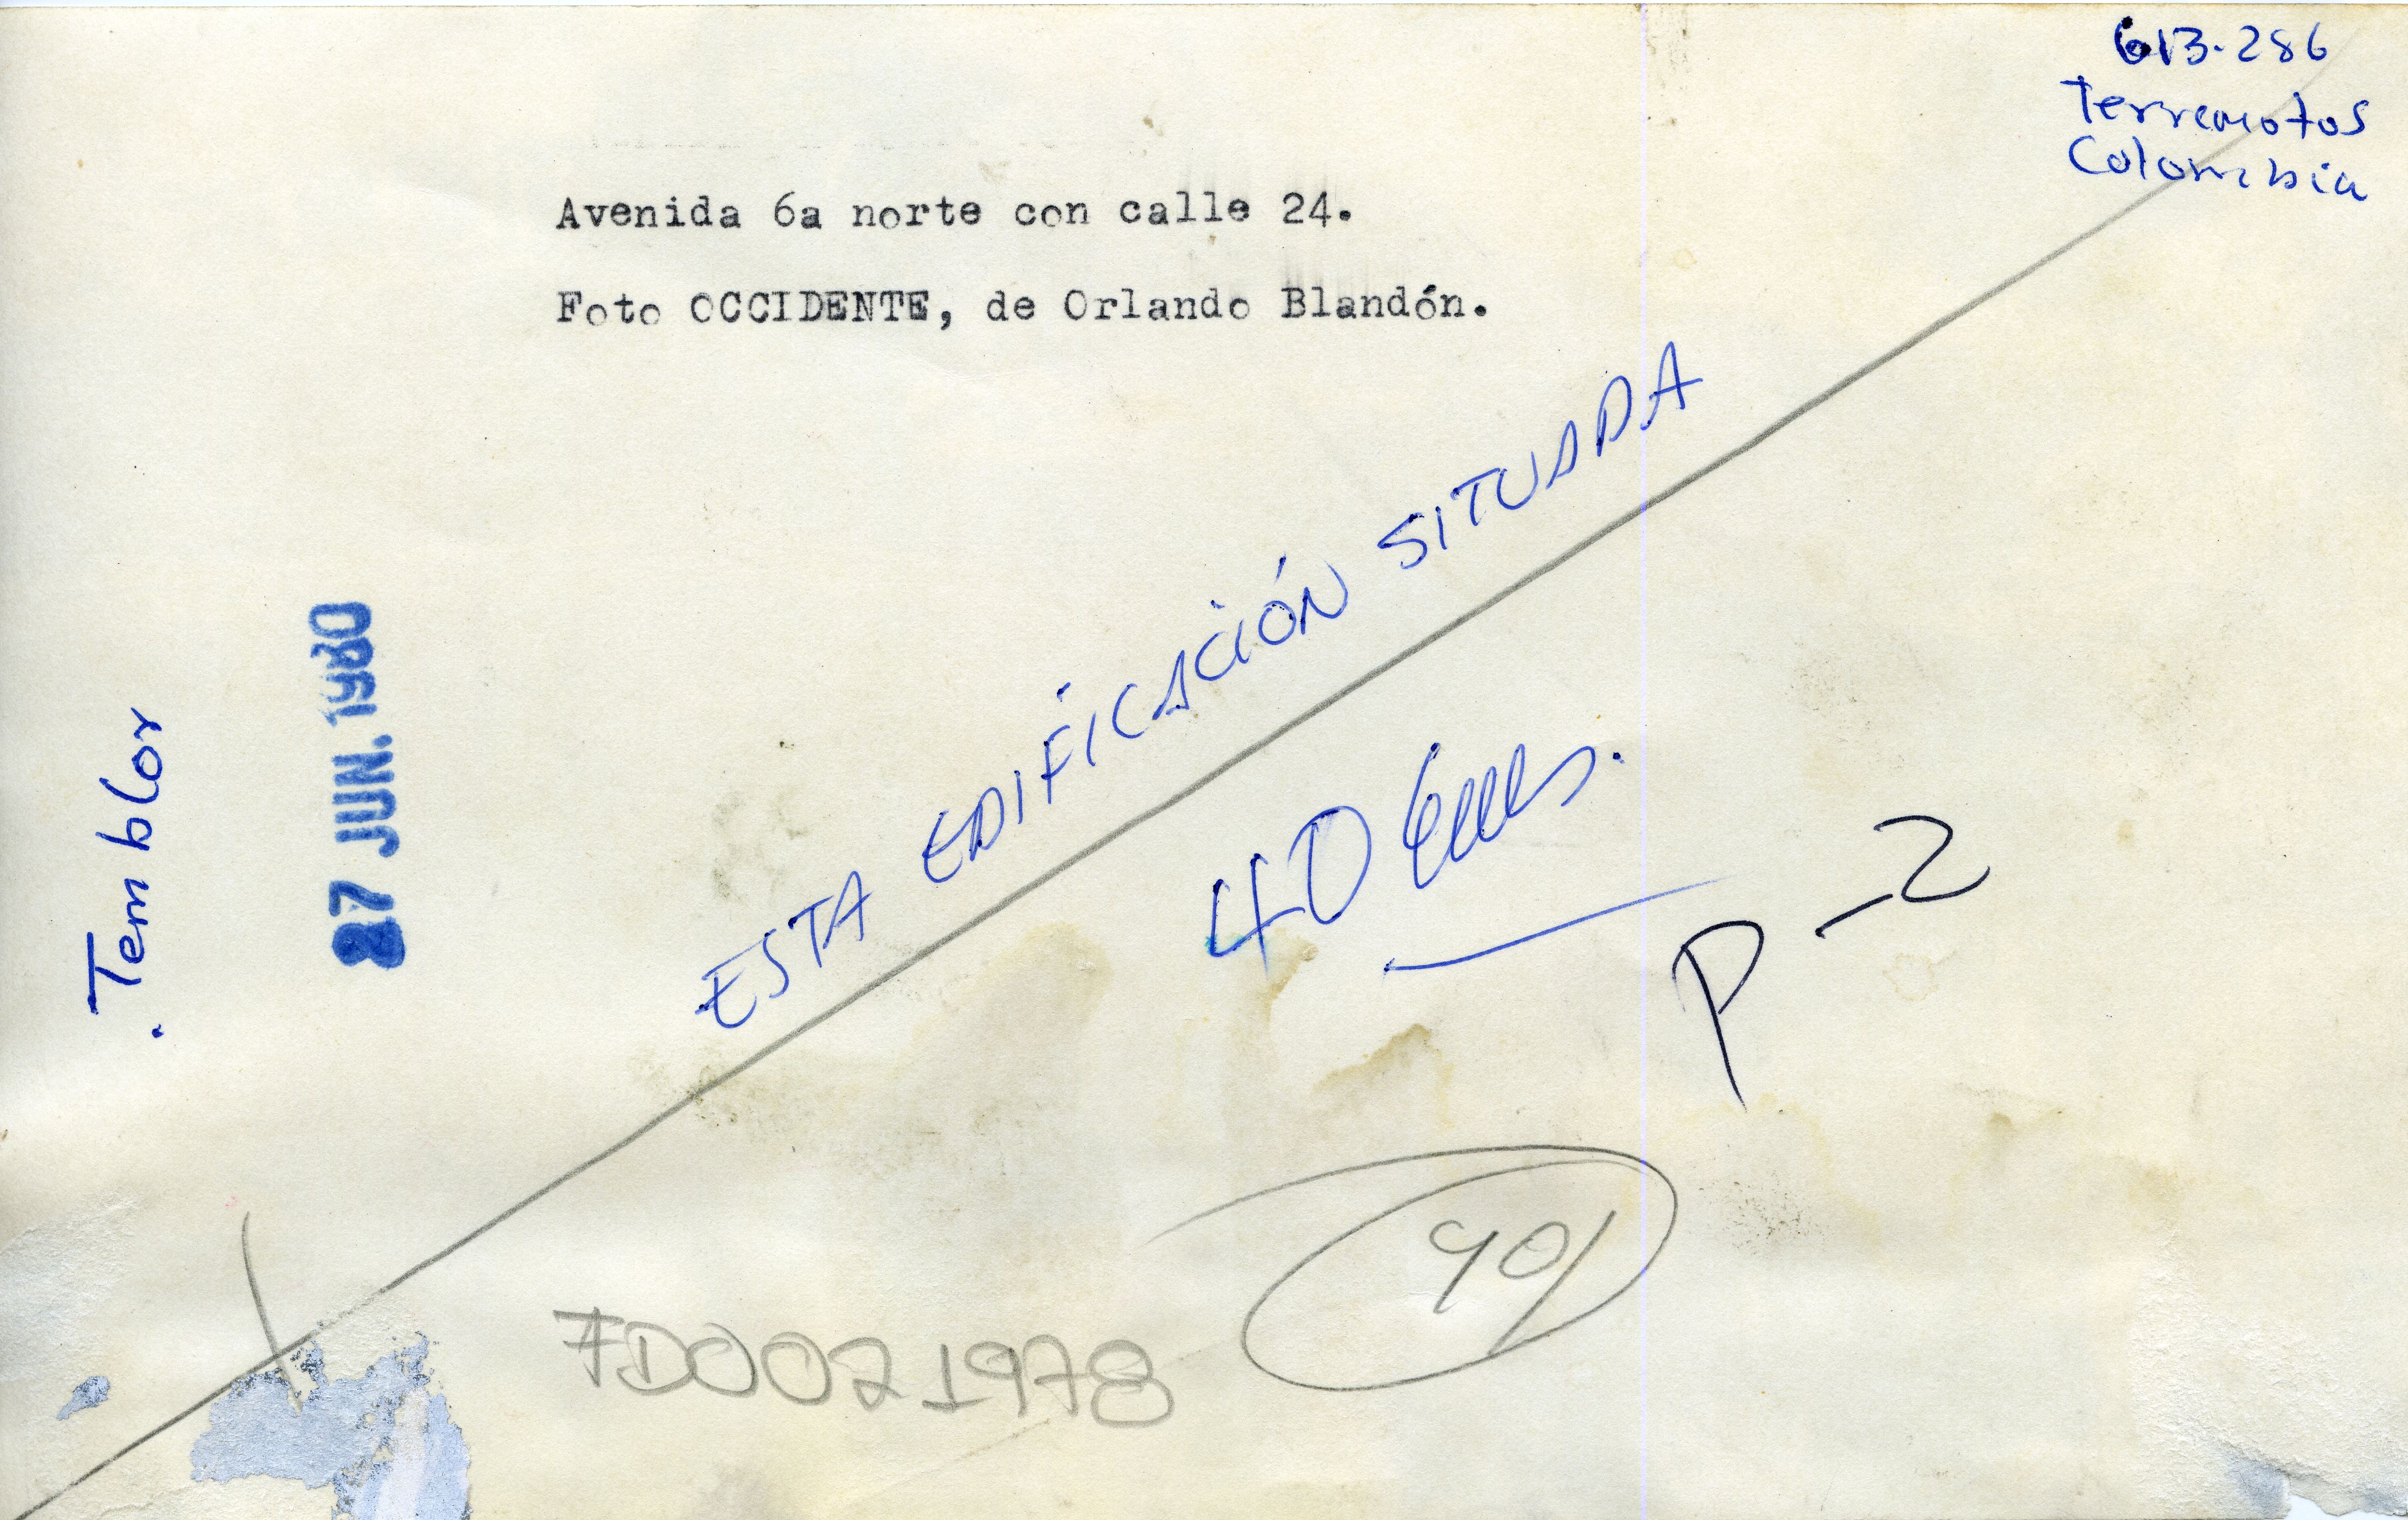 613-286
Terremotos
Colombia
Avenida 6a norte con calle 24.
Foto OCCIDENTE, de Orlando Blandón.
ESTA EDIFICACIÓN SITUADA
40
P-2
.Temblor
27 JUN. 1980
901
FD0021978